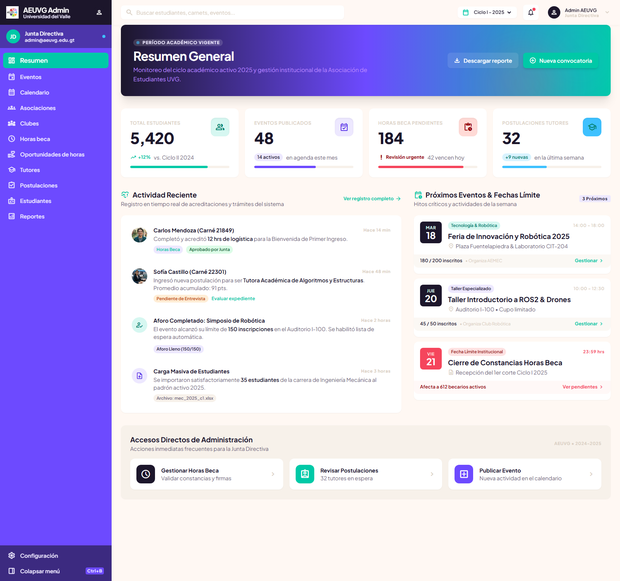 AEUVG Admin
Universidad del Valle
JD
Junta Directiva
admin@aeuvg.edu.gt
Resumen
Eventos
Calendario
Asociaciones
Clubes
Horas beca
Oportunidades de horas
Tutores
Postulaciones
Estudiantes
Reportes
Configuración
Colapsar menú
Ctrl+B
Buscar estudiantes, carnets, eventos...
Ciclo I - 2025
Admin AEUVG
Junta Directiva
PERÍODO ACADÉMICO VIGENTE
Resumen General
Monitoreo del ciclo académico activo 2025 y gestión institucional de la Asociación de
Estudiantes UVG.
Descargar reporte
Nueva convocatoria
TOTAL ESTUDIANTES
5,420
+12% vs. Ciclo II 2024
EVENTOS PUBLICADOS
48
14 activos en agenda este mes
HORAS BECA PENDIENTES
184
Revisión urgente 42 vencen hoy
POSTULACIONES TUTORES
32
+9 nuevas en la última semana
Actividad Reciente
Registro en tiempo real de acreditaciones y trámites del sistema
Ver registro completo
Carlos Mendoza (Carné 21849)
Hace 14 min
Completó y acreditó 12 hrs de logística para la Bienvenida de Primer Ingreso.
Horas Beca
Aprobado por Junta
Sofía Castillo (Carné 22301)
Hace 45 min
Ingresó nueva postulación para ser Tutora Académica de Algoritmos y Estructuras.
Promedio acumulado: 91 pts.
Pendiente de Entrevista
Evaluar expediente
Aforo Completado: Simposio de Robótica
Hace 2 horas
El evento alcanzó su límite de 150 inscripciones en el Auditorio I-100. Se habilitó lista de
espera automática.
Aforo Lleno (150/150)
Carga Masiva de Estudiantes
Hace 3 horas
Se importaron satisfactoriamente 35 estudiantes de la carrera de Ingeniería Mecánica al
padrón activo 2025.
Archivo: mec_2025_c1.xlsx
Próximos Eventos & Fechas Límite
Hitos críticos y actividades de la semana
3 Próximos
MAR
18
Tecnología & Robótica
Feria de Innovación y Robótica 2025
Plaza Fuentelapiedra & Laboratorio CIT-204
180 / 200 inscritos
Gestionar
JUE
20
Taller Especializado
Taller Introductorio a ROS2 & Drones
Auditorio I-100 • Cupo limitado
45 / 50 inscritos
Gestionar
VIE
21
Fecha Límite Institucional
23:59 hrs
Cierre de Constancias Horas Beca
Recepción del 1er corte Ciclo I 2025
Afecta a 612 becarios activos
Ver pendientes
Accesos Directos de Administración
Acciones inmediatas frecuentes para la Junta Directiva
Gestionar Horas Beca
Validar constancias y firmas
Revisar Postulaciones
32 tutores en espera
Publicar Evento
Nueva actividad en el calendario